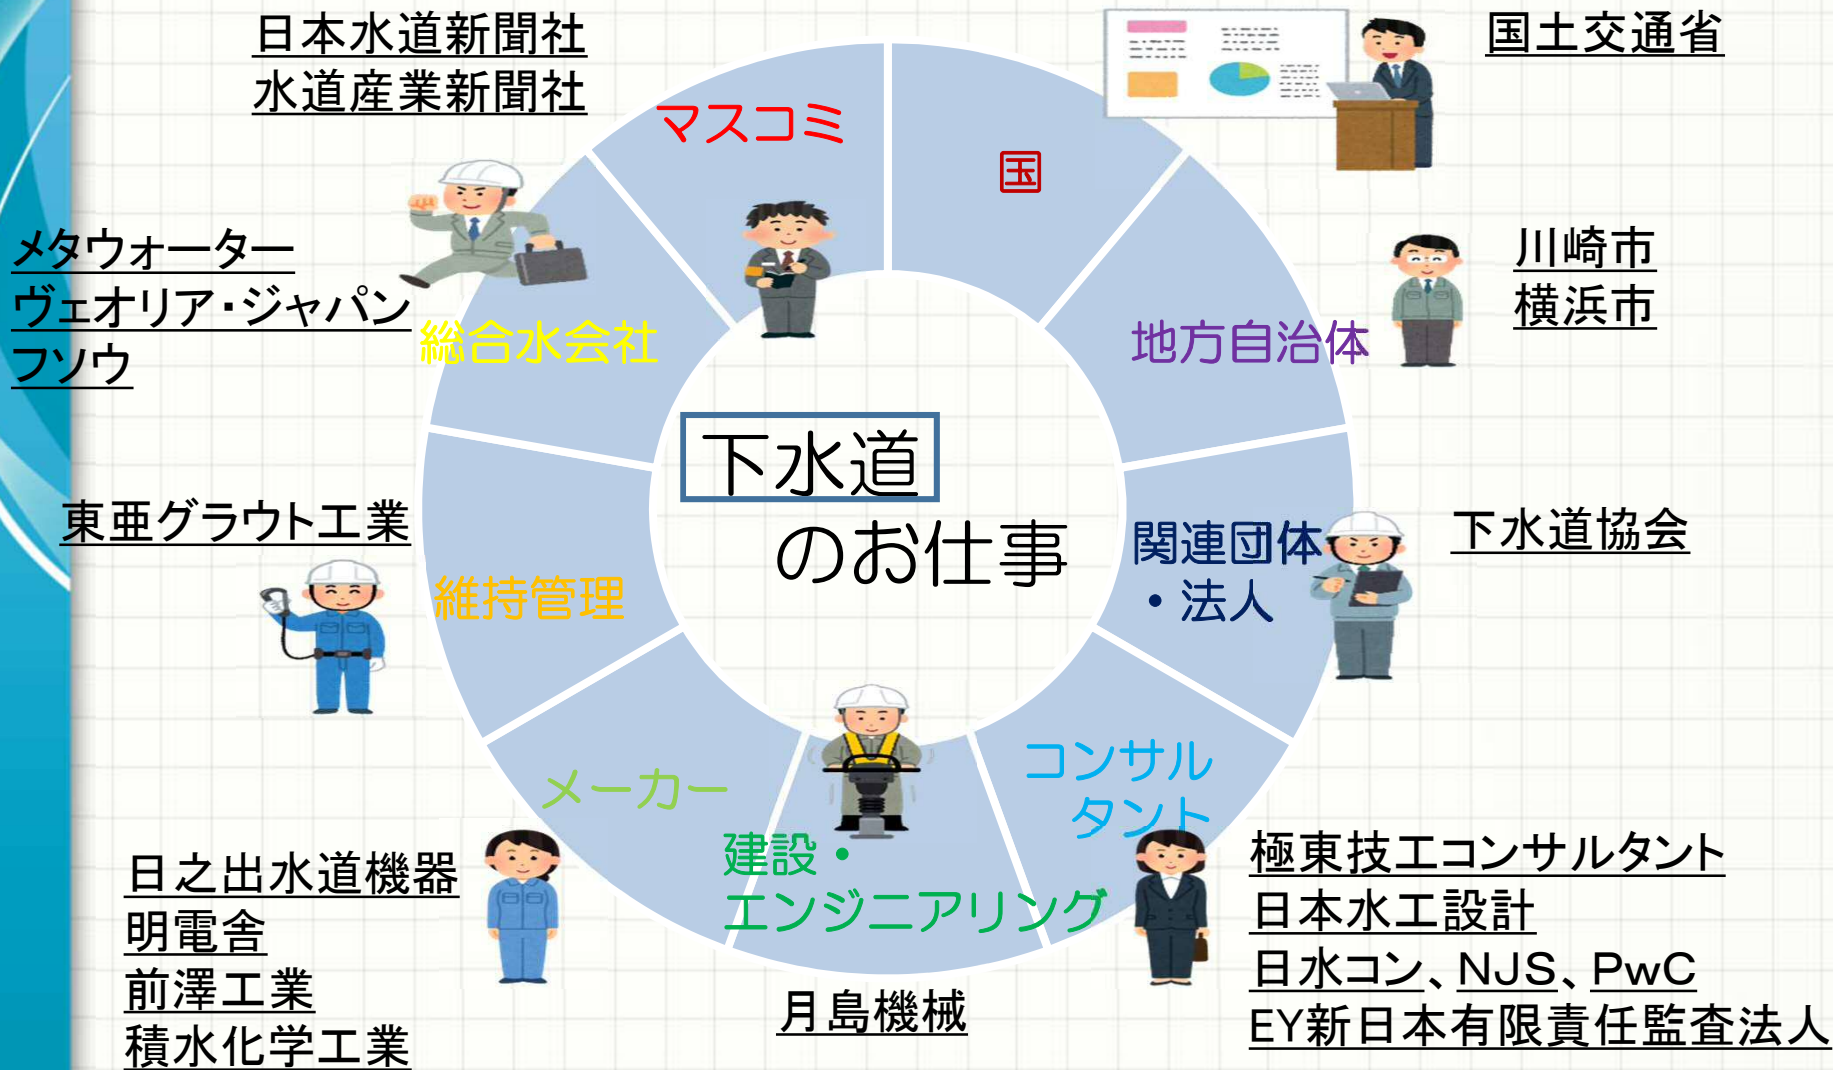 日本水道新聞社
水道産業新聞社
マスコミ
国土交通省
国
川崎市
横浜市
地方自治体
メタウォーター
ヴェオリア・ジャパン
フソウ
総合水会社
下水道
のお仕事
関連団体
・法人
下水道協会
東亜グラウト工業
維持管理
コンサル
タント
極東技工コンサルタント
日本水工設計
日水コン、NJS、PwC
EY新日本有限責任監査法人
建設・
エンジニアリング
月島機械
メーカー
日之出水道機器
明電舎
前澤工業
積水化学工業